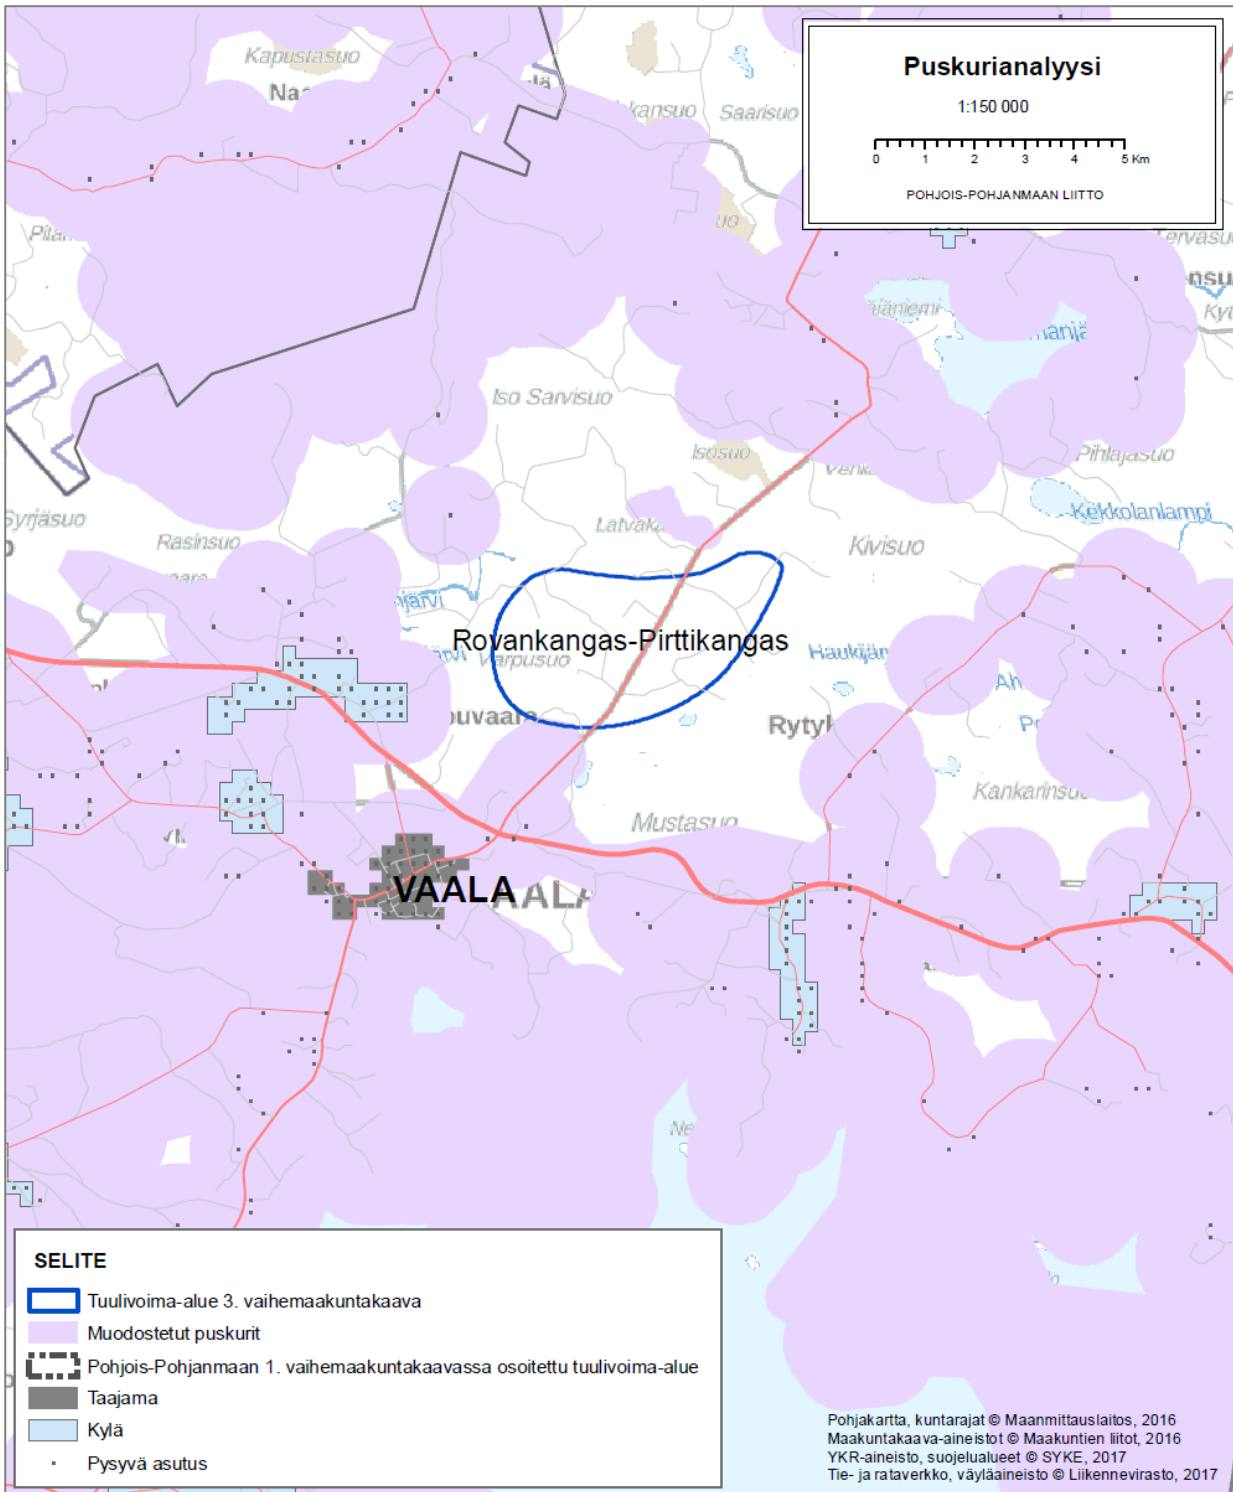 Puskurianalyysi
1:150 000
0 1 2 3 4 5 Km
POHJOIS-POHJANMAAN LIITTO
Kapustasuo
Saarisuo
Iso Sarvisuo
Isosuo
Pihlajasuo
Kekkolanlampi
Syrjäsuo
Rasinsuo
Kivisuo
Rovankangas-Pirttikangas
Varpusuo
Kankarinsuo
Mustasuo
VAALA
SELITE
Tuulivoima-alue 3. vaihemaakuntakaava
Muodostetut puskurit
Pohjois-Pohjanmaan 1. vaihemaakuntakaavassa osoitettu tuulivoima-alue
Taajama
Kylä
Pysyvä asutus
Pohjakartta, kuntarajat © Maanmittauslaitos, 2016
Maakuntakaava-aineistot © Maakuntien liitot, 2016
YKR-aineisto, suojelualueet © SYKE, 2017
Tie- ja rataverkko, väyläaineisto © Liikennevirasto, 2017